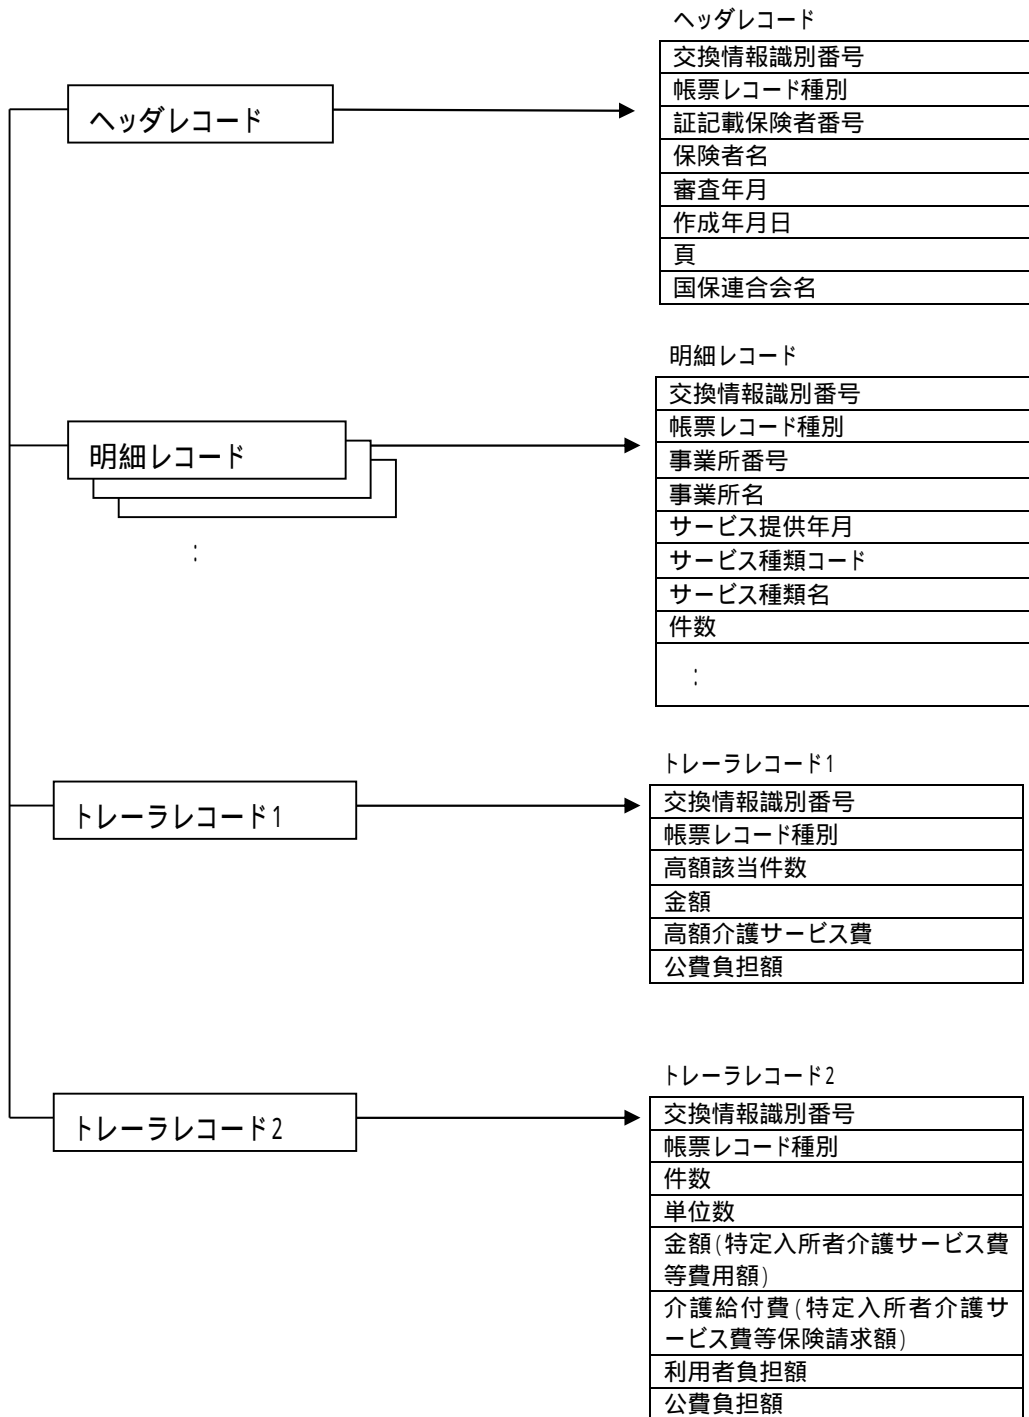 ヘッダレコード
交換情報識別番号
帳票レコード種別
ヘッダレコード
証記載保険者番号
保険者名
審査年月
作成年月日
頁
国保連合会名
明細レコード
交換情報識別番号
帳票レコード種別
明細レコード
事業所番号
事業所名
サービス提供年月
:
サービス種類コード
サービス種類名
件数
:
トレーラレコード1
交換情報識別番号
トレーラレコード1
帳票レコード種別
高額該当件数
金額
高額介護サービス費
公費負担額
トレーラレコード2
交換情報識別番号
トレーラレコード2
帳票レコード種別
件数
単位数
金額(特定入所者介護サービス費
等費用額)
介護給付費(特定入所者介護サ
ービス費等保険請求額)
利用者負担額
公費負担額